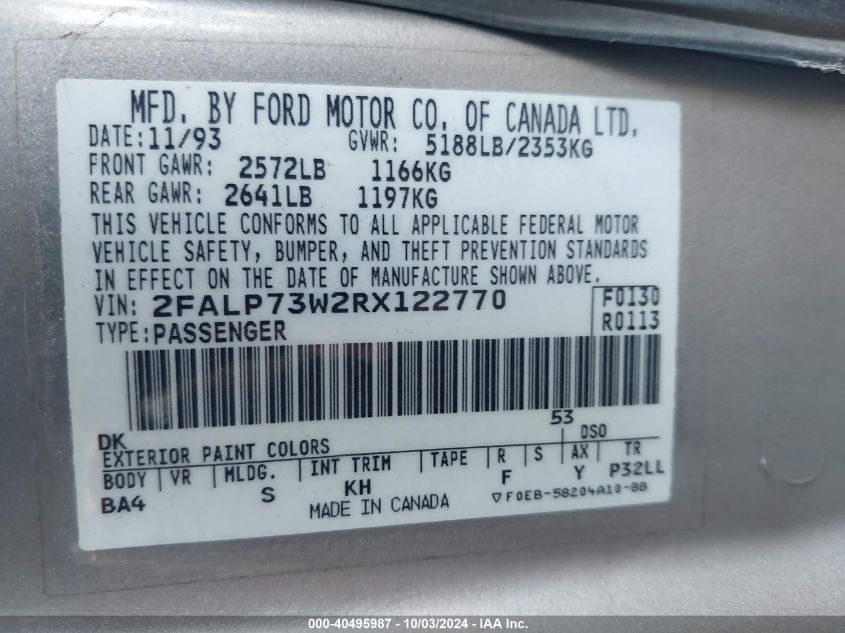 MFD. BY FORD MOTOR CO. OF CANADA LTD.
DATE: 11/93 GVWR: 5188LB/2353KG
FRONT GAWR: 2572LB 1166KG
REAR GAWR: 2641LB 1197KG
THIS VEHICLE CONFORMS TO ALL APPLICABLE FEDERAL MOTOR
VEHICLE SAFETY, BUMPER, AND THEFT PREVENTION STANDARDS
IN EFFECT ON THE DATE OF MANUFACTURE SHOWN ABOVE.
VIN: 2FALP73W2RX122770 F0130
TYPE: PASSENGER R0113
53
DK DSO
EXTERIOR PAINT COLORS
BODY VR MLDG. INT TRIM TAPE R S AX TR
BA4 S KH F Y P32LL
MADE IN CANADA ▽F0EB-58204A10-BB
000-40495987 - 10/03/2024 - IAA Inc.